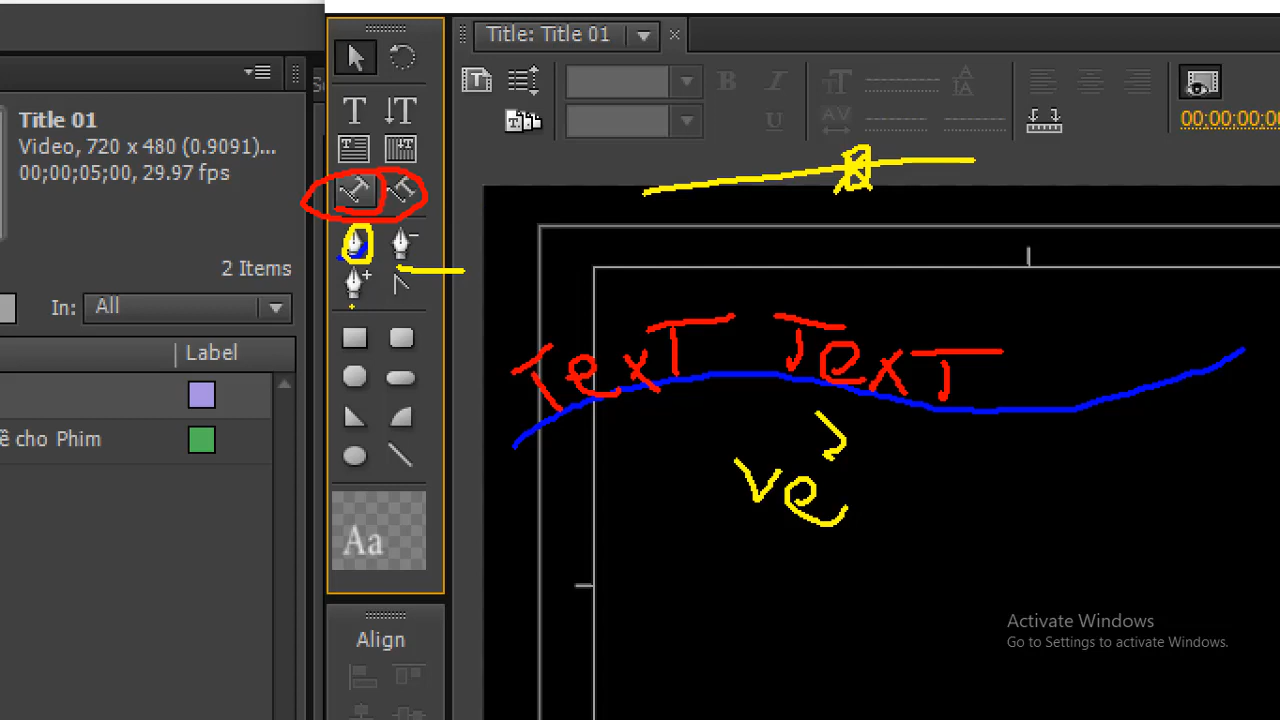 Title: Title 01
Title 01
Video, 720 x 480 (0.9091)...
00;00;05;00, 29.97 fps
00;00;00;00
2 Items
In: All
Label
ề cho Phim
Text Text
vẽ
Aa
Align
Activate Windows
Go to Settings to activate Windows.